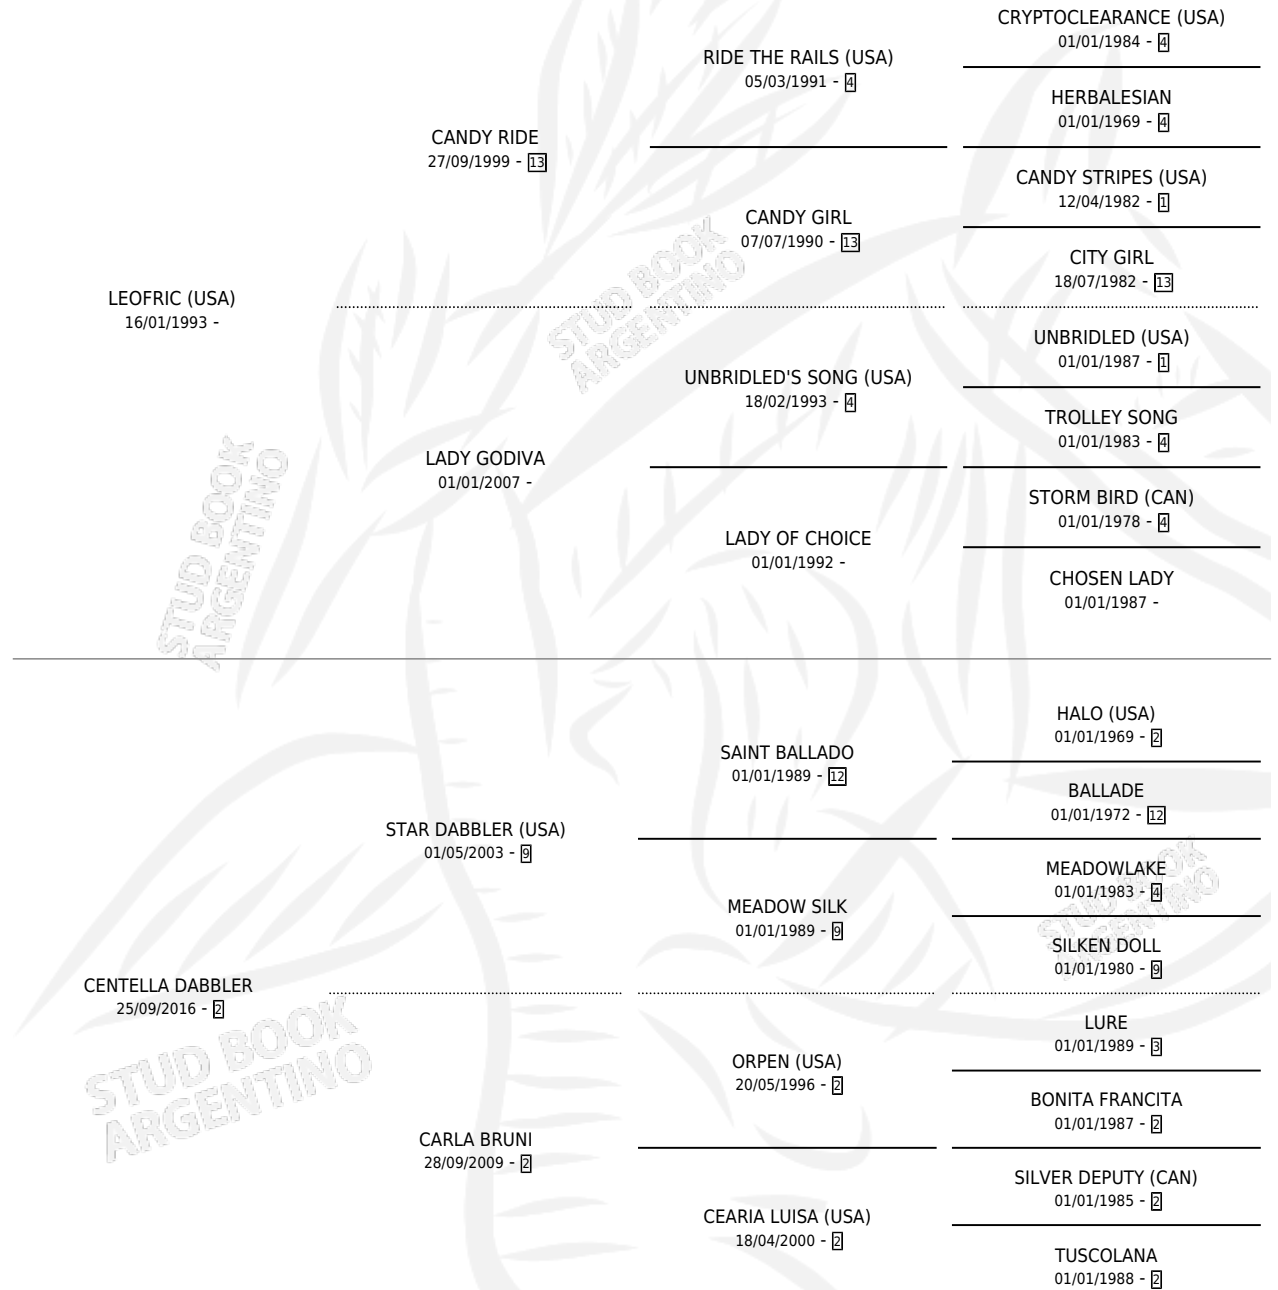 CRYPTOCLEARANCE (USA)
01/01/1984 - 4
RIDE THE RAILS (USA)
05/03/1991 - 4
HERBALESIAN
01/01/1969 - 4
CANDY RIDE
27/09/1999 - 13
CANDY STRIPES (USA)
12/04/1982 - 1
CANDY GIRL
07/07/1990 - 13
CITY GIRL
18/07/1982 - 13
LEOFRIC (USA)
16/01/1993 -
UNBRIDLED (USA)
01/01/1987 - 1
UNBRIDLED'S SONG (USA)
18/02/1993 - 4
TROLLEY SONG
01/01/1983 - 4
LADY GODIVA
01/01/2007 -
STORM BIRD (CAN)
01/01/1978 - 4
LADY OF CHOICE
01/01/1992 -
CHOSEN LADY
01/01/1987 -
STUD BOOK
ARGENTINO
STUD BOOK
ARGENTINO
HALO (USA)
01/01/1969 - 2
SAINT BALLADO
01/01/1989 - 12
BALLADE
01/01/1972 - 12
STAR DABBLER (USA)
01/05/2003 - 9
MEADOWLAKE
01/01/1983 - 4
MEADOW SILK
01/01/1989 - 9
SILKEN DOLL
01/01/1980 - 9
STUD BOOK
ARGENTINO
CENTELLA DABBLER
25/09/2016 - 2
LURE
01/01/1989 - 3
ORPEN (USA)
20/05/1996 - 2
BONITA FRANCITA
01/01/1987 - 2
CARLA BRUNI
28/09/2009 - 2
SILVER DEPUTY (CAN)
01/01/1985 - 2
CEARIA LUISA (USA)
18/04/2000 - 2
TUSCOLANA
01/01/1988 - 2
STUD BOOK
ARGENTINO